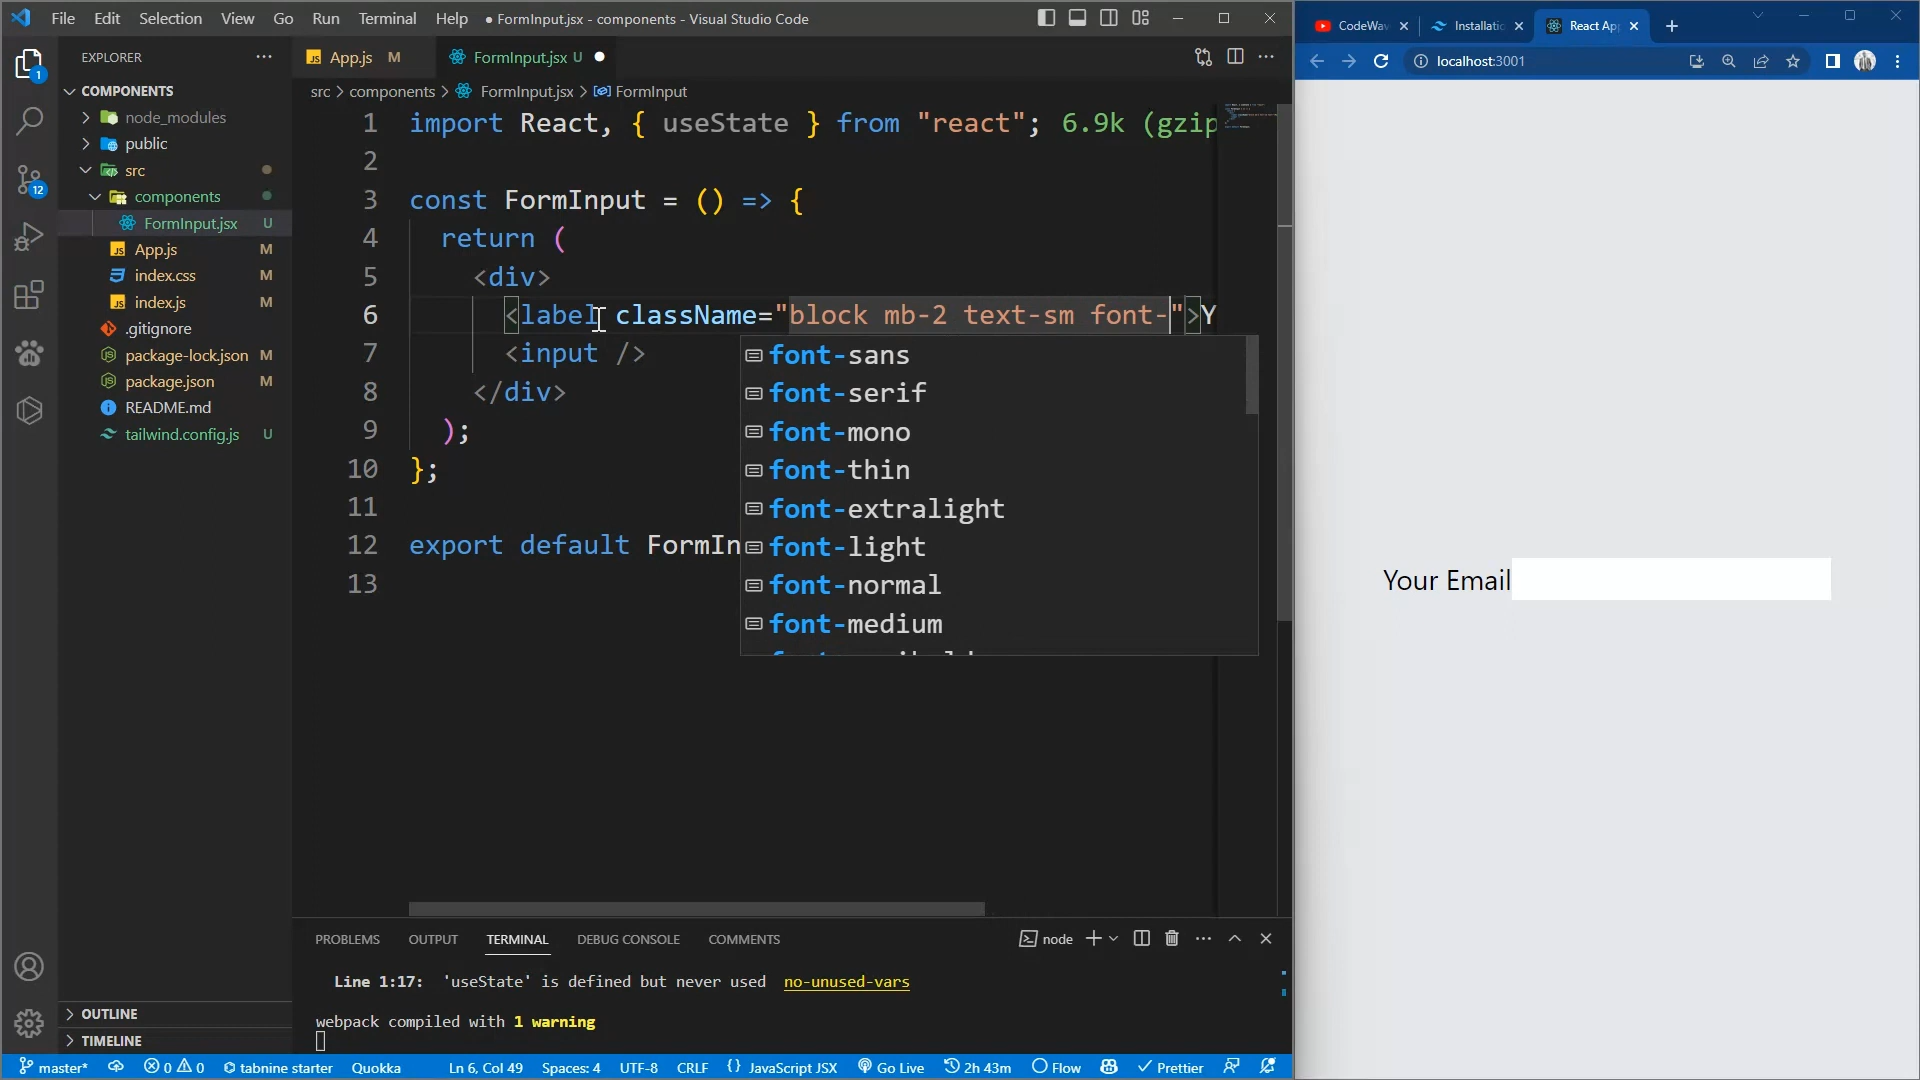 File Edit Selection View Go Run Terminal Help ● FormInput.jsx - components - Visual Studio Code
EXPLORER
COMPONENTS
node_modules
public
src
components
FormInput.jsx U
App.js M
index.css M
index.js M
.gitignore
package-lock.json M
package.json M
README.md
tailwind.config.js U
OUTLINE
TIMELINE
1
12
App.js M FormInput.jsx U
src > components > FormInput.jsx > FormInput
1 import React, { useState } from "react"; 6.9k (gzip
2
3 const FormInput = () => {
4 return (
5 <div>
6 <label className="block mb-2 text-sm font-">Y
7 <input />
8 </div>
9 );
10 };
11
12 export default FormIn
13
font-sans
font-serif
font-mono
font-thin
font-extralight
font-light
font-normal
font-medium
PROBLEMS OUTPUT TERMINAL DEBUG CONSOLE COMMENTS node
Line 1:17: 'useState' is defined but never used no-unused-vars
webpack compiled with 1 warning
master* 0 0 tabnine starter Quokka Ln 6, Col 49 Spaces: 4 UTF-8 CRLF {} JavaScript JSX Go Live 2h 43m Flow Prettier
CodeWav Installatio React App
localhost:3001
Your Email